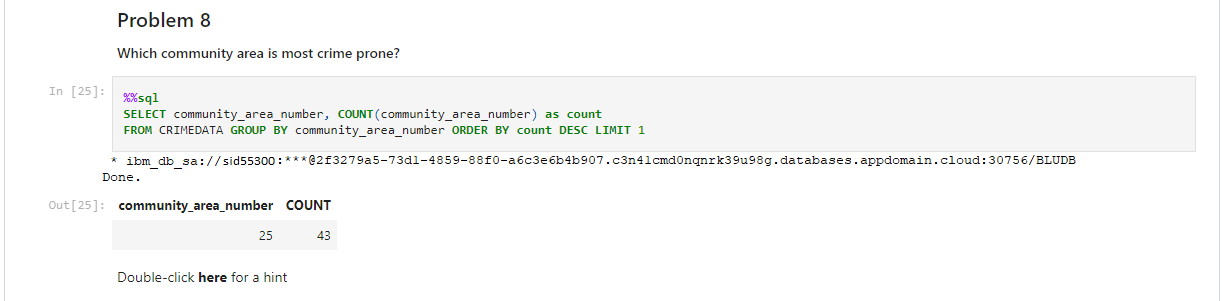 Problem 8
Which community area is most crime prone?
In [25]:
%%sql
SELECT community_area_number, COUNT(community_area_number) as count
FROM CRIMEDATA GROUP BY community_area_number ORDER BY count DESC LIMIT 1
* ibm_db_sa://sid55300:***@2f3279a5-73d1-4859-88f0-a6c3e6b4b907.c3n41cmd0nqnrk39u98g.databases.appdomain.cloud:30756/BLUDB
Done.
Out[25]:
community_area_number COUNT
25 43
Double-click here for a hint